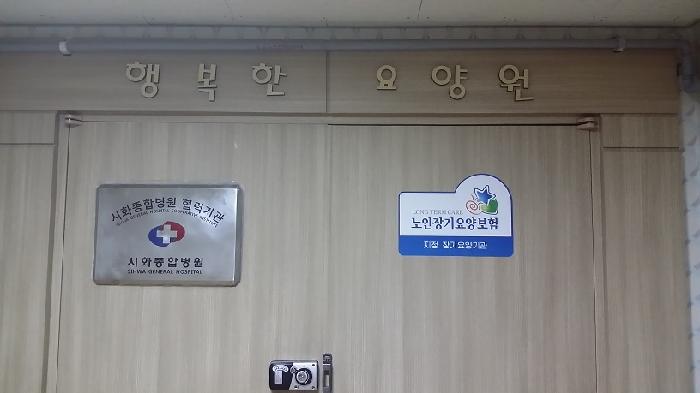 행복한 요양원
시화종합병원 협력기관
시화종합병원
SIHWA GENERAL HOSPITAL
LONG TERM CARE
노인장기요양보험
지정 장기요양기관